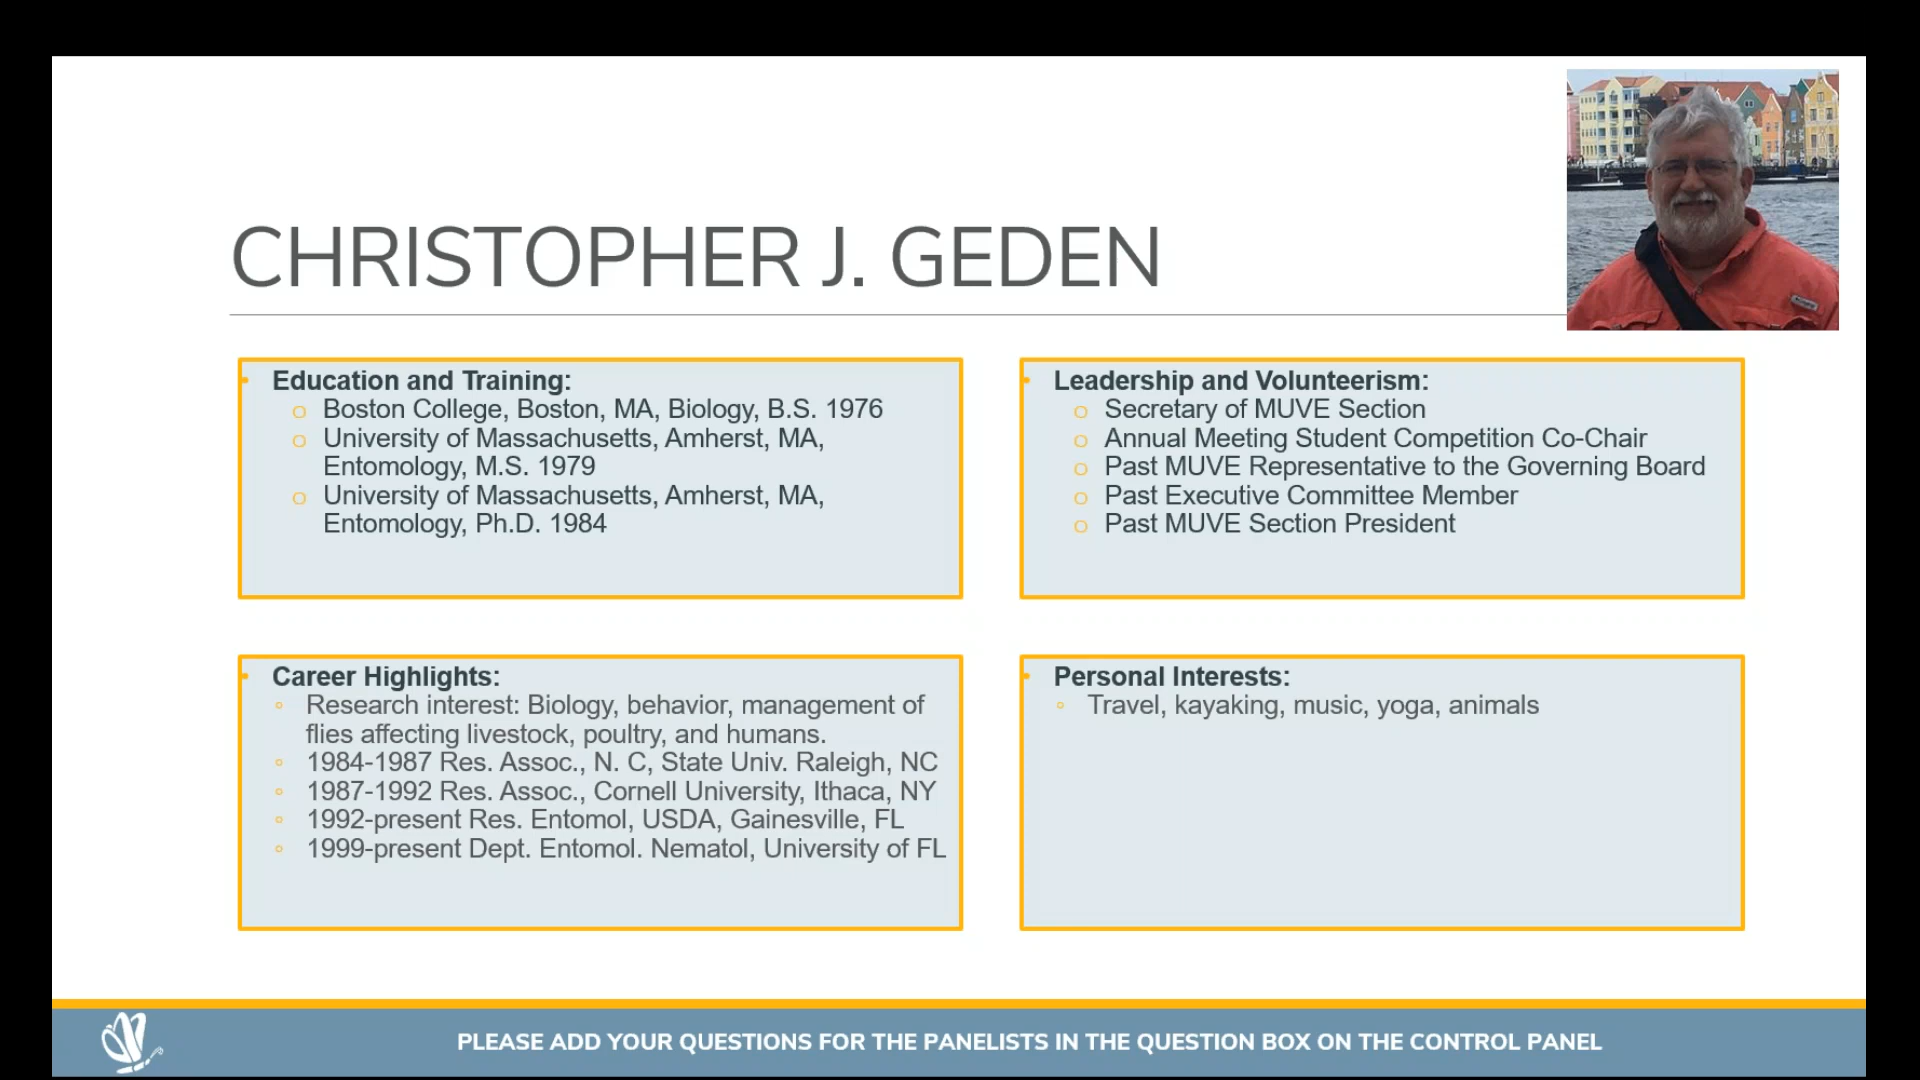 CHRISTOPHER J. GEDEN
Education and Training:
Boston College, Boston, MA, Biology, B.S. 1976
University of Massachusetts, Amherst, MA,
Entomology, M.S. 1979
University of Massachusetts, Amherst, MA,
Entomology, Ph.D. 1984
Leadership and Volunteerism:
Secretary of MUVE Section
Annual Meeting Student Competition Co-Chair
Past MUVE Representative to the Governing Board
Past Executive Committee Member
Past MUVE Section President
Career Highlights:
Research interest: Biology, behavior, management of
flies affecting livestock, poultry, and humans.
1984-1987 Res. Assoc., N. C, State Univ. Raleigh, NC
1987-1992 Res. Assoc., Cornell University, Ithaca, NY
1992-present Res. Entomol, USDA, Gainesville, FL
1999-present Dept. Entomol. Nematol, University of FL
Personal Interests:
Travel, kayaking, music, yoga, animals
PLEASE ADD YOUR QUESTIONS FOR THE PANELISTS IN THE QUESTION BOX ON THE CONTROL PANEL